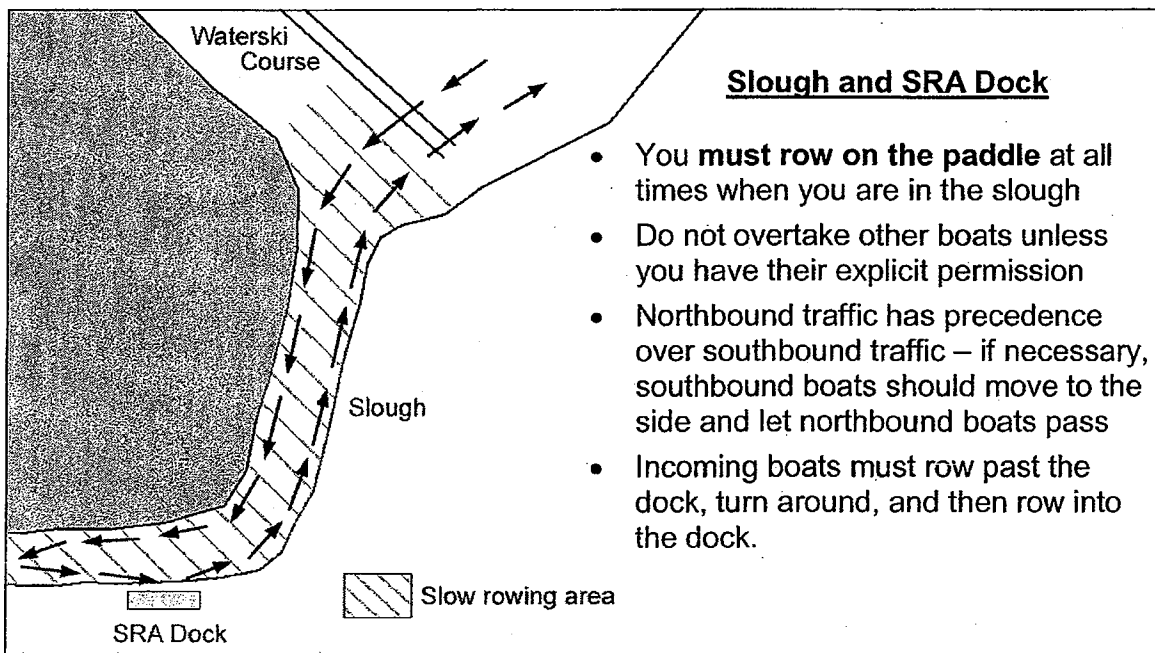 Waterski
Course
Slough and SRA Dock
• You must row on the paddle at all
times when you are in the slough
• Do not overtake other boats unless
you have their explicit permission
• Northbound traffic has precedence
over southbound traffic – if necessary,
southbound boats should move to the
side and let northbound boats pass
• Incoming boats must row past the
dock, turn around, and then row into
the dock.
Slough
Slow rowing area
SRA Dock